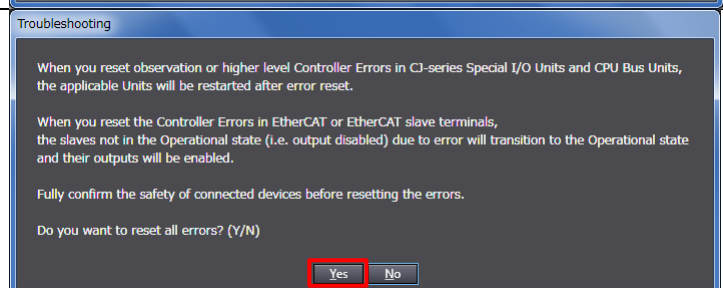 Troubleshooting
When you reset observation or higher level Controller Errors in CJ-series Special I/O Units and CPU Bus Units,
the applicable Units will be restarted after error reset.
When you reset the Controller Errors in EtherCAT or EtherCAT slave terminals,
the slaves not in the Operational state (i.e. output disabled) due to error will transition to the Operational state
and their outputs will be enabled.
Fully confirm the safety of connected devices before resetting the errors.
Do you want to reset all errors? (Y/N)
Yes No